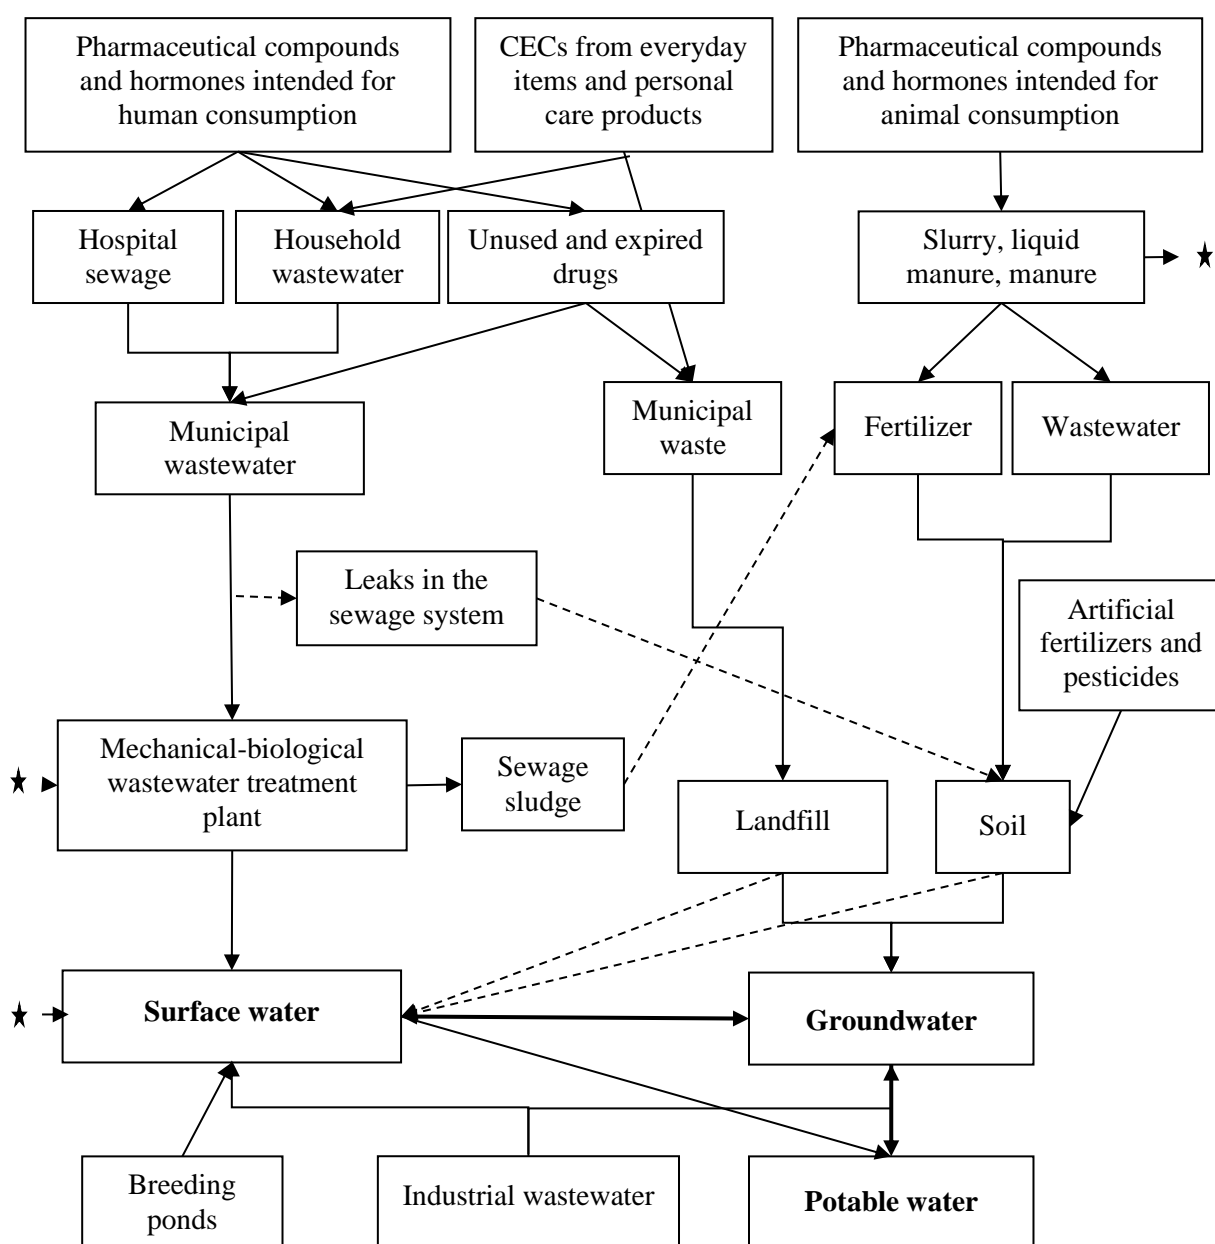 Pharmaceutical compounds
and hormones intended for
human consumption
CECs from everyday
items and personal
care products
Pharmaceutical compounds
and hormones intended for
animal consumption
Hospital
sewage
Household
wastewater
Unused and expired
drugs
Slurry, liquid
manure, manure
Municipal
wastewater
Municipal
waste
Fertilizer
Wastewater
Leaks in the
sewage system
Artificial
fertilizers and
pesticides
Mechanical-biological
wastewater treatment
plant
Sewage
sludge
Landfill
Soil
Surface water
Groundwater
Breeding
ponds
Industrial wastewater
Potable water